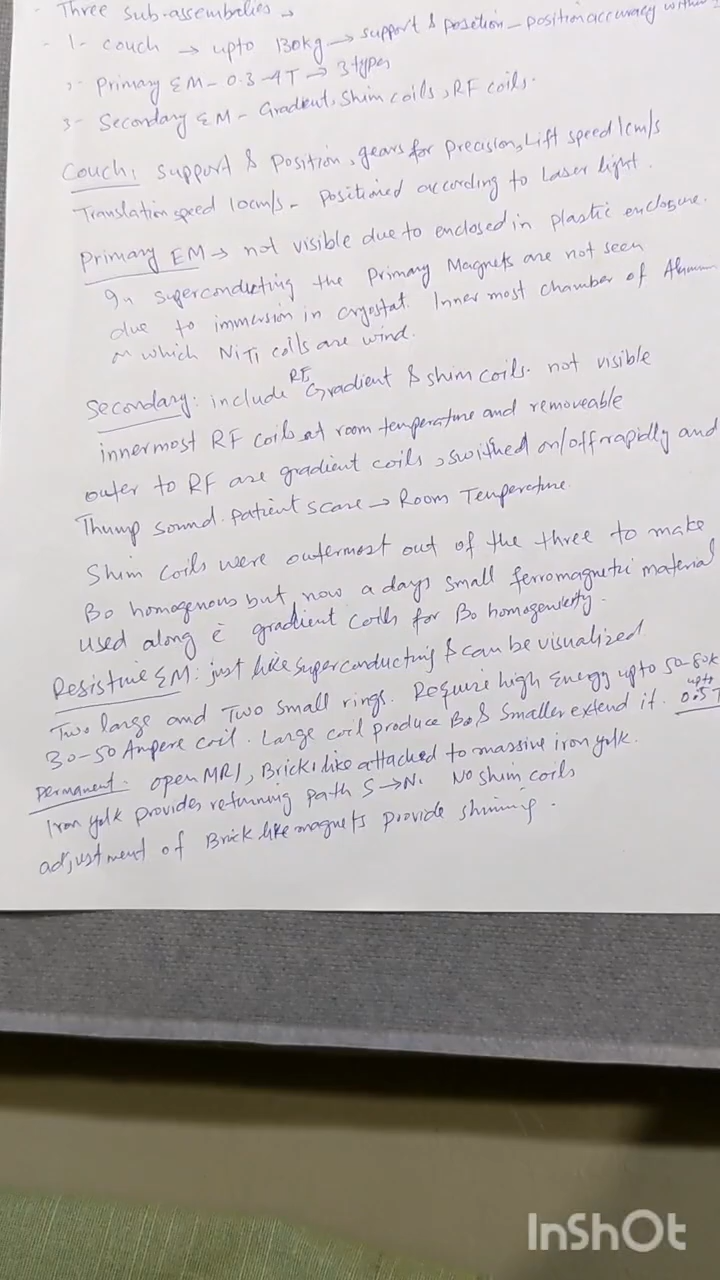 - Three Sub-assembalies →
- 1- Couch → upto 130kg → support & position - position accuracy within
2- Primary EM - 0.3-4T → 3 types
3- Secondary EM - Gradient, Shim coils, RF coils.
Couch: support & Position, gears for Precision, Lift speed 1cm/s
Translation speed 10cm/s - Positioned according to Laser light.
Primary EM → not visible due to enclosed in plastic enclosure.
In superconducting the Primary Magnets are not seen
due to immersion in cryostat. Inner most chamber of
on which NiTi coils are wind.
Secondary: include RF Gradient & shim coils. not visible
innermost RF coils at room temperature and removeable
outer to RF are gradient coils, swithed on/off rapidly and
Thump sound. Patient scare → Room Temperature.
Shim coils were outermost out of the three to make
Bo homogenous but now a days small ferromagnetic material
used along c̄ gradient coils for Bo homogeniety.
Resistive EM: just like superconducting & can be visualized
Two large and Two small rings. Require high Energy upto 50-80k
30-50 Ampere coil. Large coil produce Bo & Smaller extend it. upto 0.5T
Permanent: open MRI, Bricks like attached to massive iron yolk.
Iron yolk provides returning path S→N. No shim coils
adjustment of Brick like magnets provide shiming.
InShOt